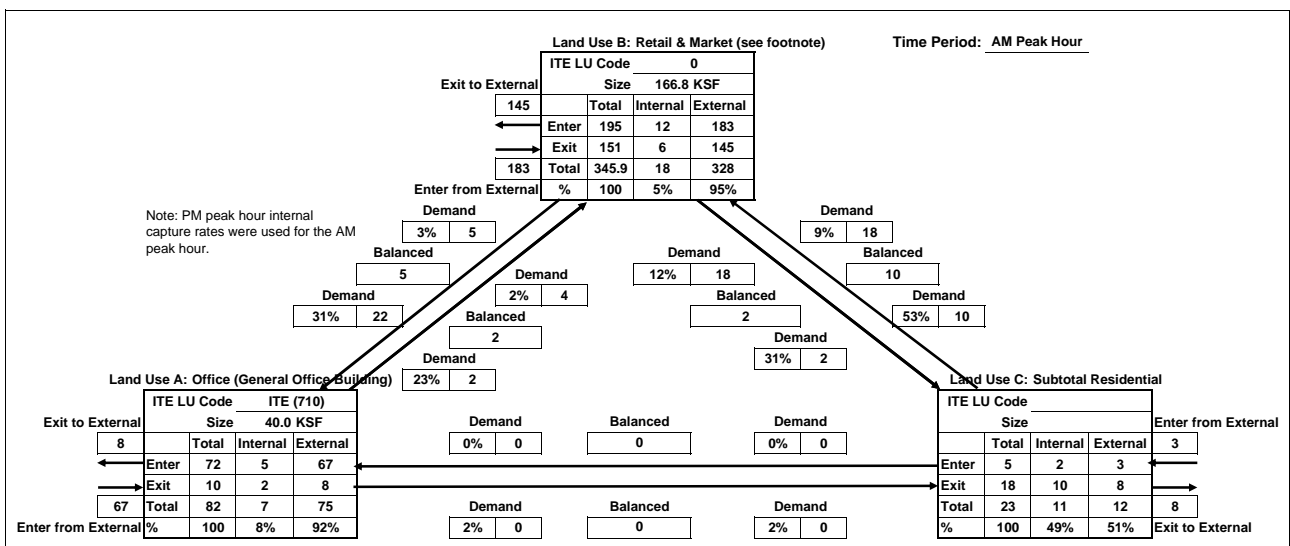 Land Use B: Retail & Market (see footnote)
Time Period: AM Peak Hour
ITE LU Code 0
Exit to External Size 166.8 KSF
145 Total Internal External
Enter 195 12 183
Exit 151 6 145
183 Total 345.9 18 328
Enter from External % 100 5% 95%
Note: PM peak hour internal
capture rates were used for the AM
peak hour.
Demand
3% 5
Balanced
5
Demand
31% 22
Demand
2% 4
Balanced
2
Demand
23% 2
Demand
12% 18
Balanced
2
Demand
31% 2
Demand
9% 18
Balanced
10
Demand
53% 10
Land Use A: Office (General Office Building)
ITE LU Code ITE (710)
Exit to External Size 40.0 KSF
8 Total Internal External
Enter 72 5 67
Exit 10 2 8
67 Total 82 7 75
Enter from External % 100 8% 92%
Demand Balanced Demand
0% 0 0 0% 0
Demand Balanced Demand
2% 0 0 2% 0
Land Use C: Subtotal Residential
ITE LU Code
Size Enter from External
Total Internal External 3
Enter 5 2 3
Exit 18 10 8
Total 23 11 12 8
% 100 49% 51% Exit to External